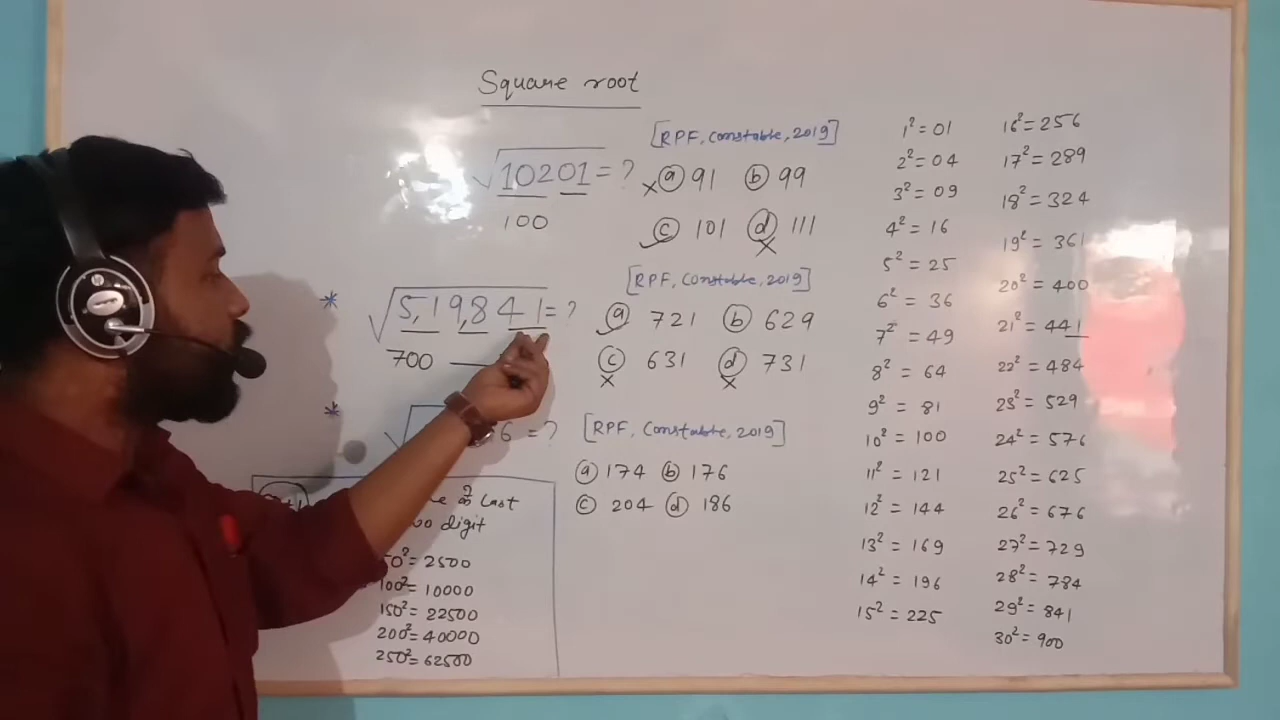 Square root
[RPF, Constable, 2019]
√10201 = ?
ⓐ 91 ⓑ 99
100
ⓒ 101 ⓓ 111
[RPF, Constable, 2019]
* √5,19,841 = ?
ⓐ 721 ⓑ 629
700
ⓒ 631 ⓓ 731
*
6 = ? [RPF, Constable, 2019]
ⓐ 174 ⓑ 176
ⓒ 204 ⓓ 186
Last
digit
50² = 2500
100² = 10000
150² = 22500
200² = 40000
250² = 62500
1² = 01
2² = 04
3² = 09
4² = 16
5² = 25
6² = 36
7² = 49
8² = 64
9² = 81
10² = 100
11² = 121
12² = 144
13² = 169
14² = 196
15² = 225
16² = 256
17² = 289
18² = 324
19² = 361
20² = 400
21² = 441
22² = 484
23² = 529
24² = 576
25² = 625
26² = 676
27² = 729
28² = 784
29² = 841
30² = 900